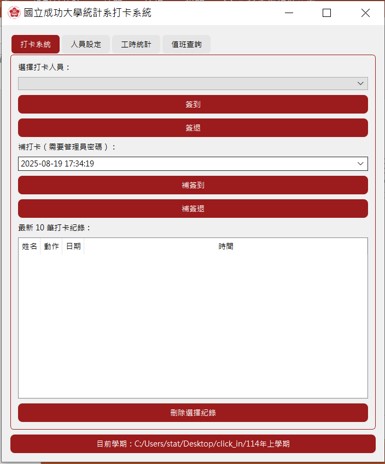 國立成功大學統計系打卡系統
打卡系統 人員設定 工時統計 值班查詢
選擇打卡人員：
簽到
簽退
補打卡（需要管理員密碼）：
2025-08-19 17:34:19
補簽到
補簽退
最新 10 筆打卡紀錄：
姓名 動作 日期 時間
刪除選擇紀錄
目前學期：C:/Users/stat/Desktop/click_in/114年上學期